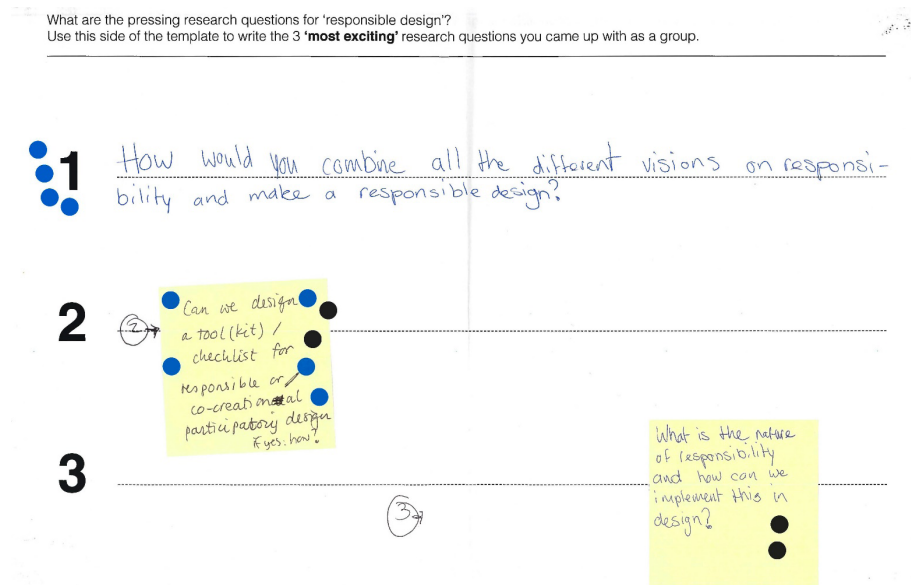 What are the pressing research questions for ‘responsible design’?
Use this side of the template to write the 3 ‘most exciting’ research questions you came up with as a group.
1
How would you combine all the different visions on responsi-
bility and make a responsible design?
2
2
Can we design
a tool(kit) /
checklist for
responsible or
co-creational
participatory design
If yes: how?
3
3
What is the nature
of responsibility
and how can we
implement this in
design?